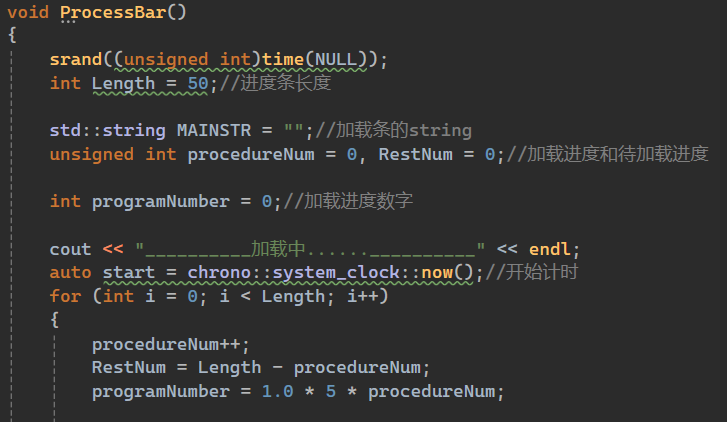 void ProcessBar()
{
srand((unsigned int)time(NULL));
int Length = 50;//进度条长度
std::string MAINSTR = "";//加载条的string
unsigned int procedureNum = 0, RestNum = 0;//加载进度和待加载进度
int programNumber = 0;//加载进度数字
cout << "__________加载中......__________" << endl;
auto start = chrono::system_clock::now();//开始计时
for (int i = 0; i < Length; i++)
{
procedureNum++;
RestNum = Length - procedureNum;
programNumber = 1.0 * 5 * procedureNum;